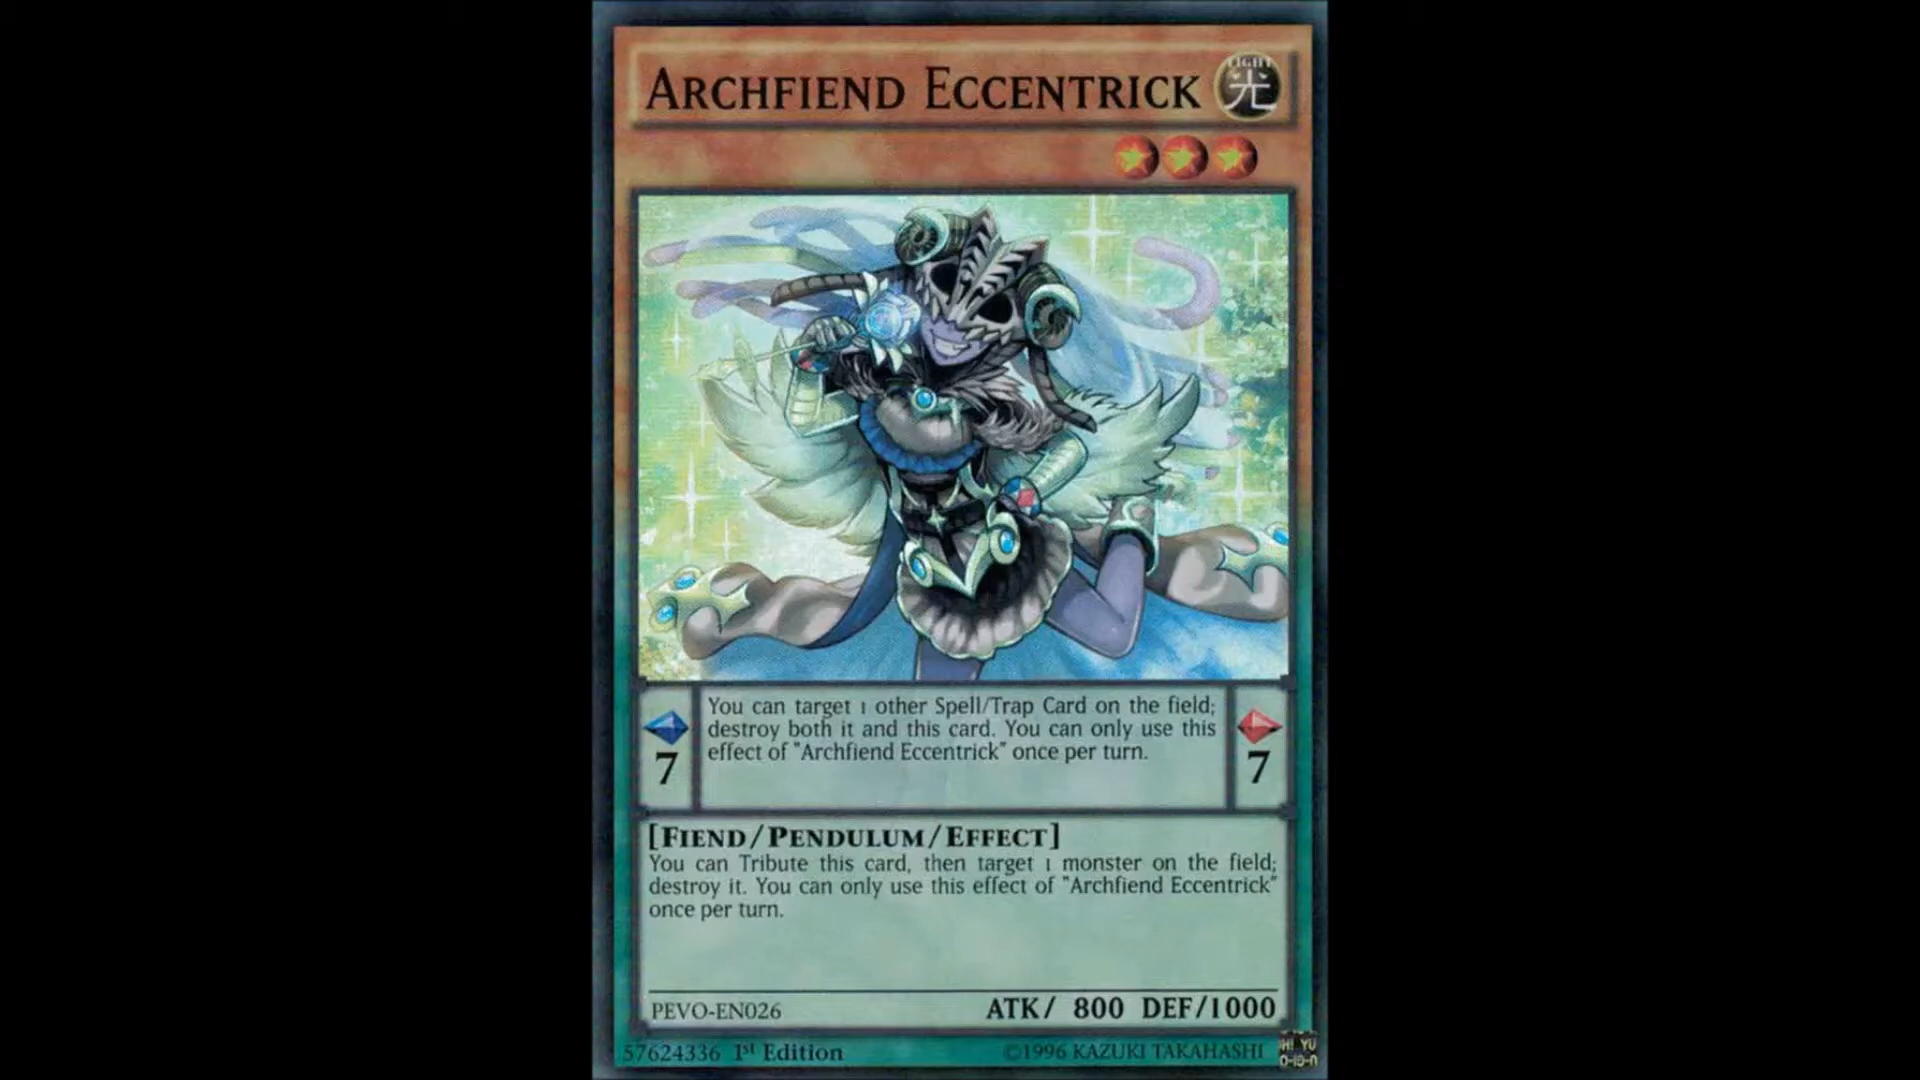 ARCHFIEND ECCENTRICK
LIGHT
光
You can target 1 other Spell/Trap Card on the field;
destroy both it and this card. You can only use this
effect of "Archfiend Eccentrick" once per turn.
7
7
[FIEND/PENDULUM/EFFECT]
You can Tribute this card, then target 1 monster on the field;
destroy it. You can only use this effect of "Archfiend Eccentrick"
once per turn.
PEVO-EN026
ATK/ 800 DEF/1000
57624336 1st Edition
©1996 KAZUKI TAKAHASHI